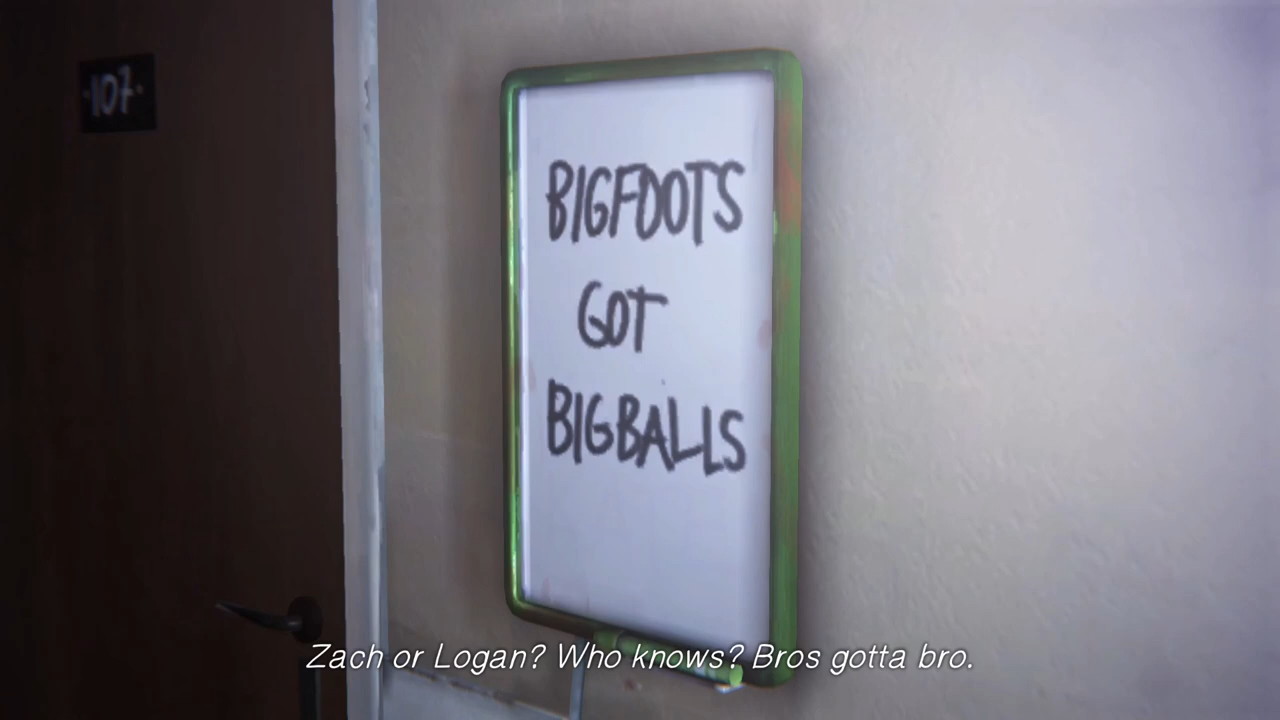 107
BIGFOOTS
GOT
BIGBALLS
Zach or Logan? Who knows? Bros gotta bro.